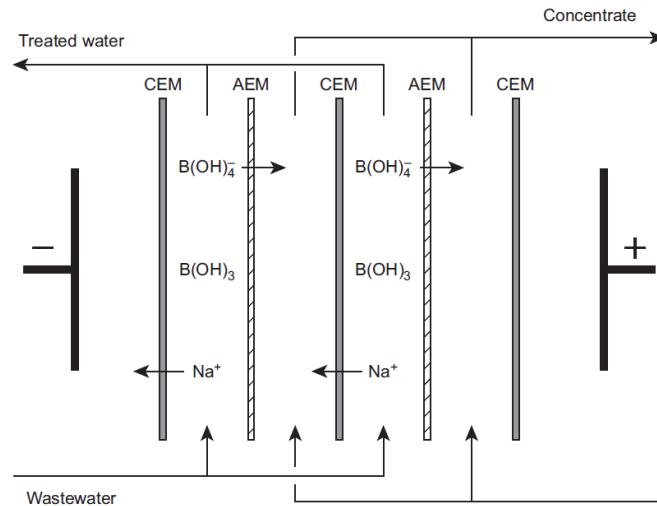 Concentrate
Treated water
CEM AEM CEM AEM CEM
B(OH)₄⁻ B(OH)₄⁻
− +
B(OH)₃ B(OH)₃
Na⁺ Na⁺
Wastewater